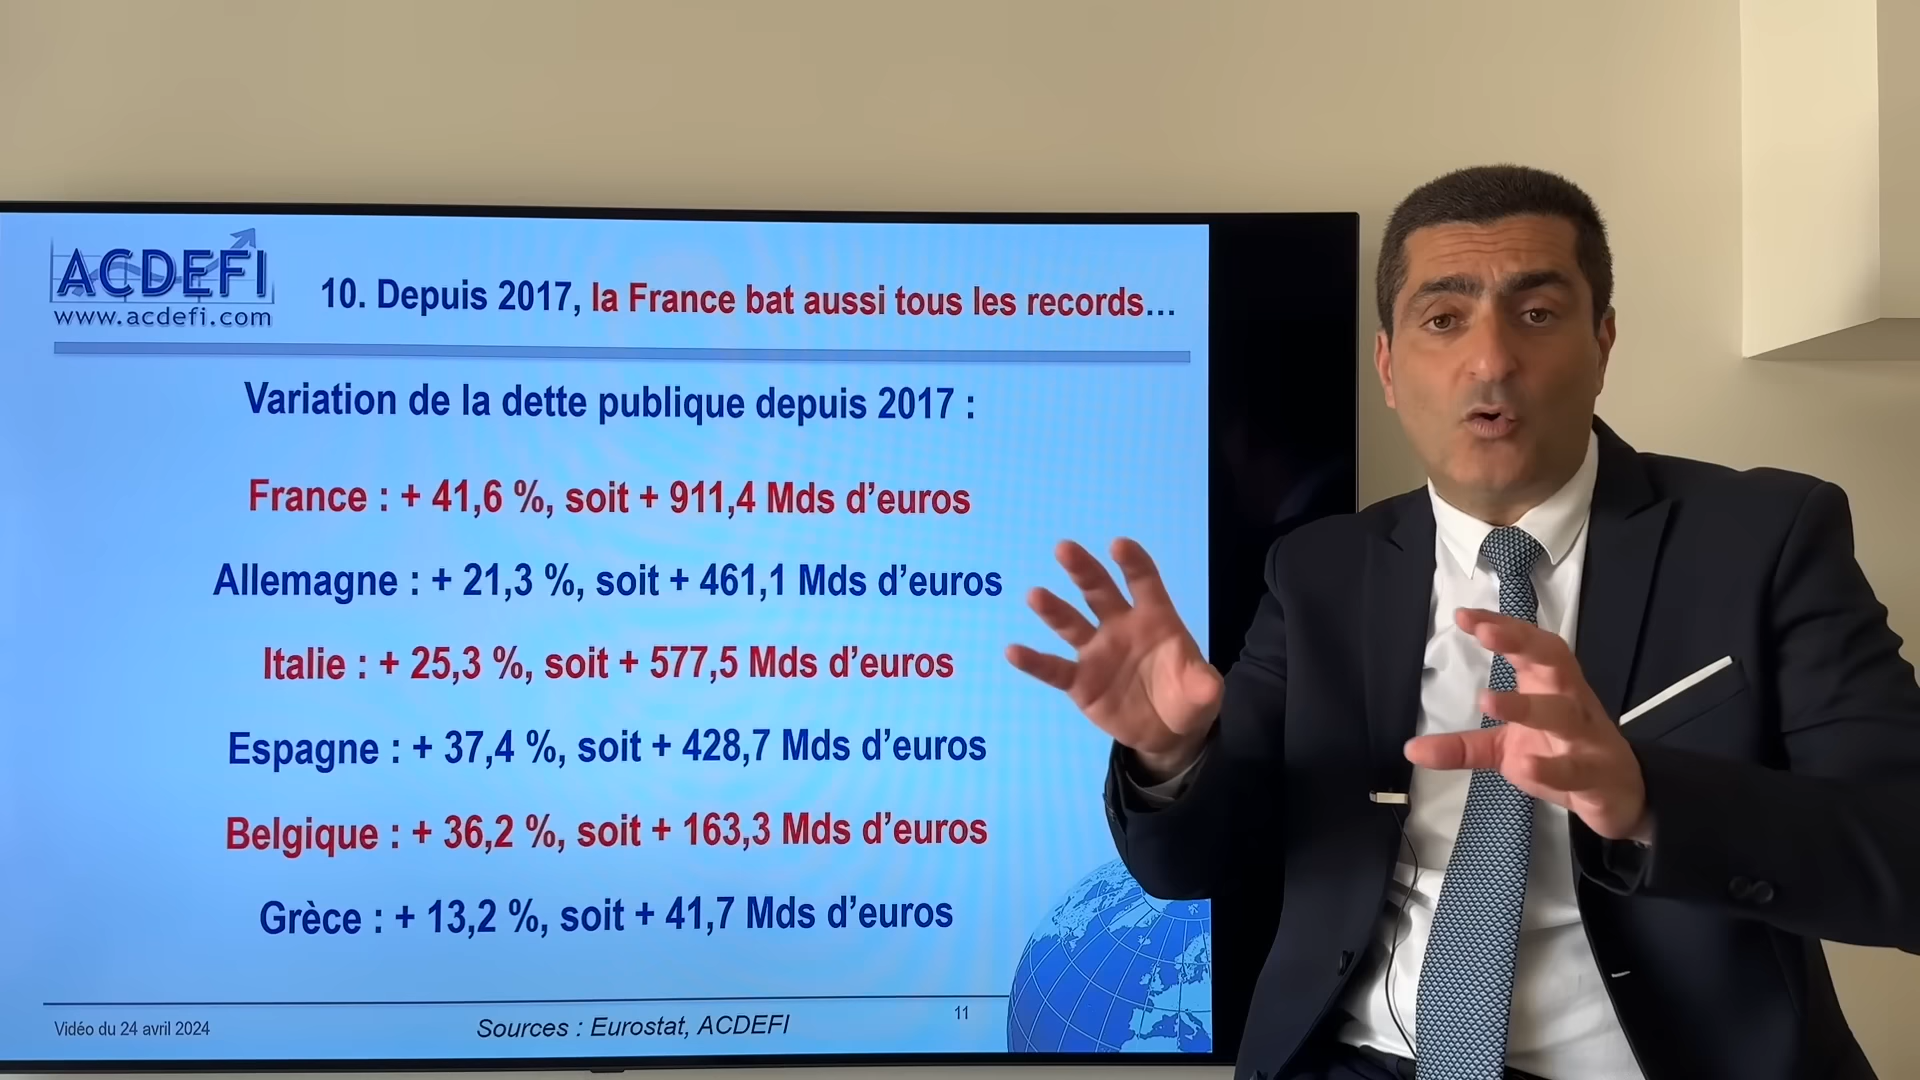 ACDEFI
www.acdefi.com
10. Depuis 2017, la France bat aussi tous les records…
Variation de la dette publique depuis 2017 :
France : + 41,6 %, soit + 911,4 Mds d’euros
Allemagne : + 21,3 %, soit + 461,1 Mds d’euros
Italie : + 25,3 %, soit + 577,5 Mds d’euros
Espagne : + 37,4 %, soit + 428,7 Mds d’euros
Belgique : + 36,2 %, soit + 163,3 Mds d’euros
Grèce : + 13,2 %, soit + 41,7 Mds d’euros
Vidéo du 24 avril 2024
Sources : Eurostat, ACDEFI
11